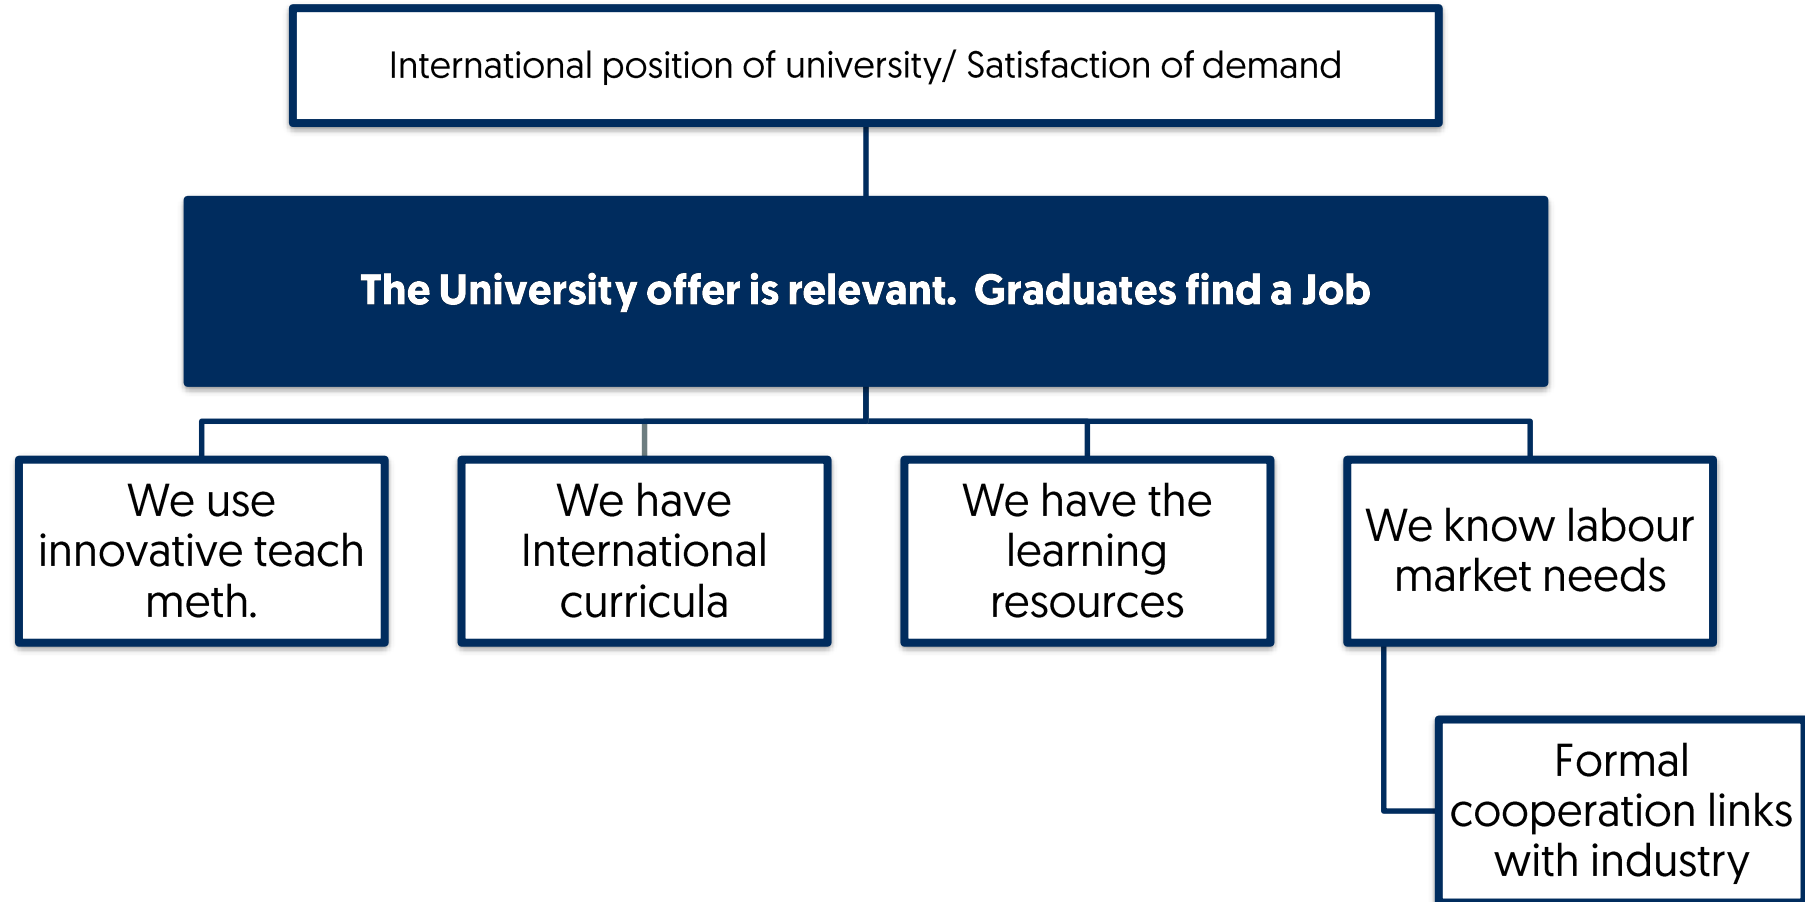 International position of university/ Satisfaction of demand
The University offer is relevant.  Graduates find a Job
We use
innovative teach
meth.
We have
International
curricula
We have the
learning
resources
We know labour
market needs
Formal
cooperation links
with industry